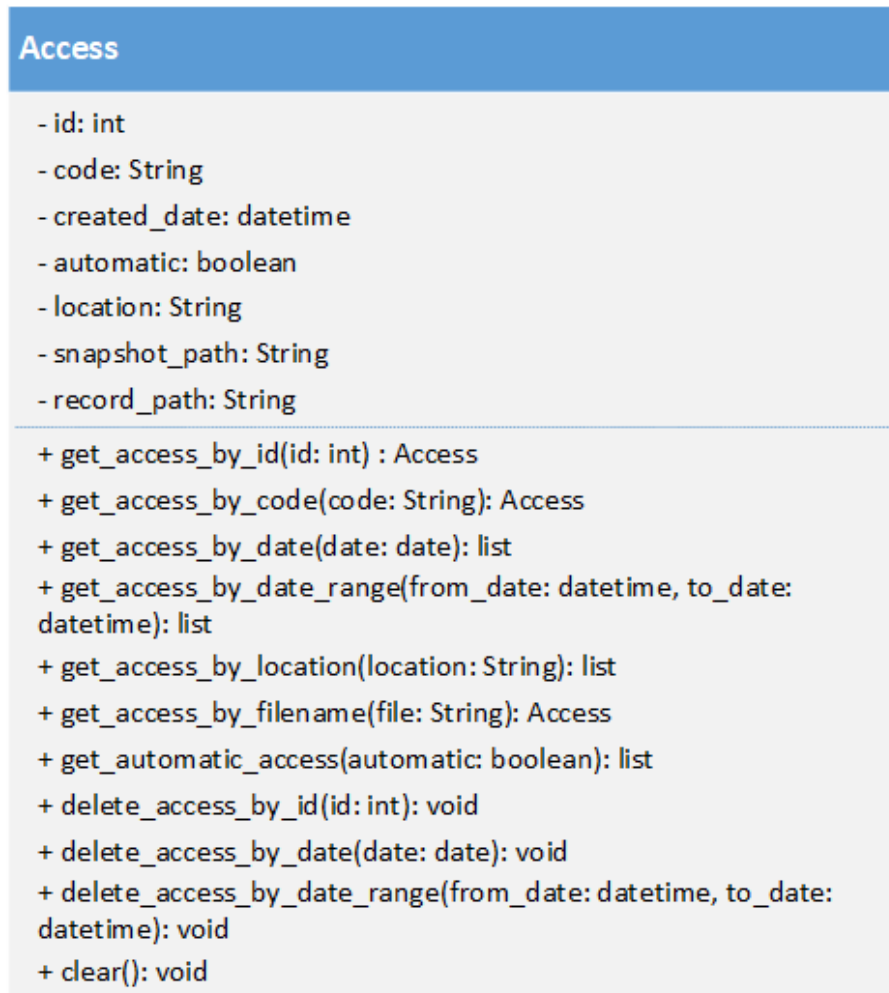 Access
- id: int
- code: String
- created_date: datetime
- automatic: boolean
- location: String
- snapshot_path: String
- record_path: String
+ get_access_by_id(id: int) : Access
+ get_access_by_code(code: String): Access
+ get_access_by_date(date: date): list
+ get_access_by_date_range(from_date: datetime, to_date:
datetime): list
+ get_access_by_location(location: String): list
+ get_access_by_filename(file: String): Access
+ get_automatic_access(automatic: boolean): list
+ delete_access_by_id(id: int): void
+ delete_access_by_date(date: date): void
+ delete_access_by_date_range(from_date: datetime, to_date:
datetime): void
+ clear(): void